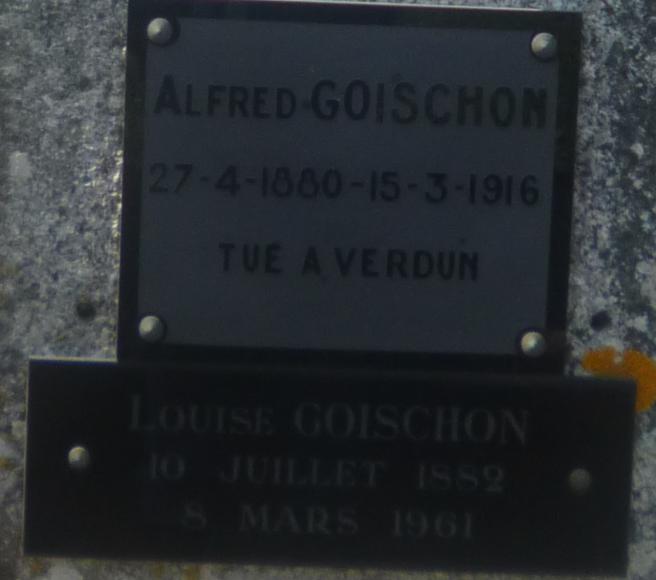 ALFRED GOISCHON
27-4-1880-15-3-1916
TUE A VERDUN
LOUISE GOISCHON
10 JUILLET 1882
8 MARS 1961